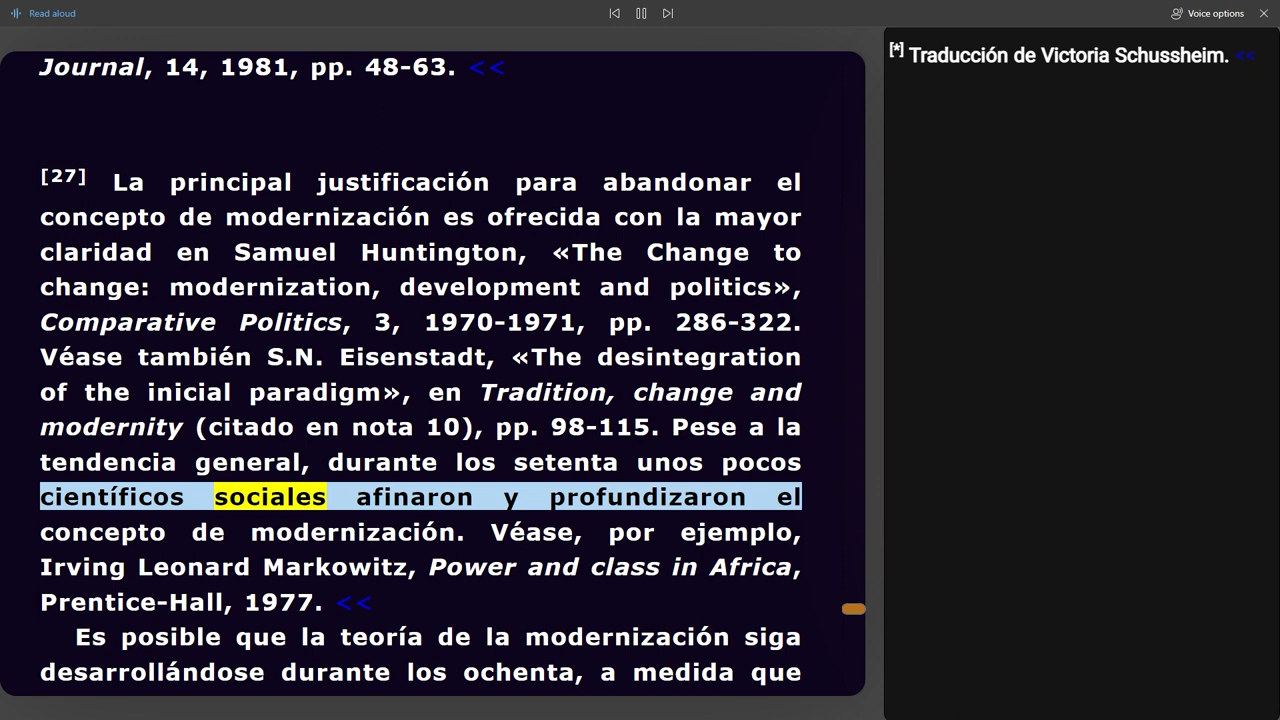 Read aloud
Voice options
Journal, 14, 1981, pp. 48-63. <<
[27] La principal justificación para abandonar el
concepto de modernización es ofrecida con la mayor
claridad en Samuel Huntington, «The Change to
change: modernization, development and politics»,
Comparative Politics, 3, 1970-1971, pp. 286-322.
Véase también S.N. Eisenstadt, «The desintegration
of the inicial paradigm», en Tradition, change and
modernity (citado en nota 10), pp. 98-115. Pese a la
tendencia general, durante los setenta unos pocos
científicos sociales afinaron y profundizaron el
concepto de modernización. Véase, por ejemplo,
Irving Leonard Markowitz, Power and class in Africa,
Prentice-Hall, 1977. <<
Es posible que la teoría de la modernización siga
desarrollándose durante los ochenta, a medida que
[*] Traducción de Victoria Schussheim. <<